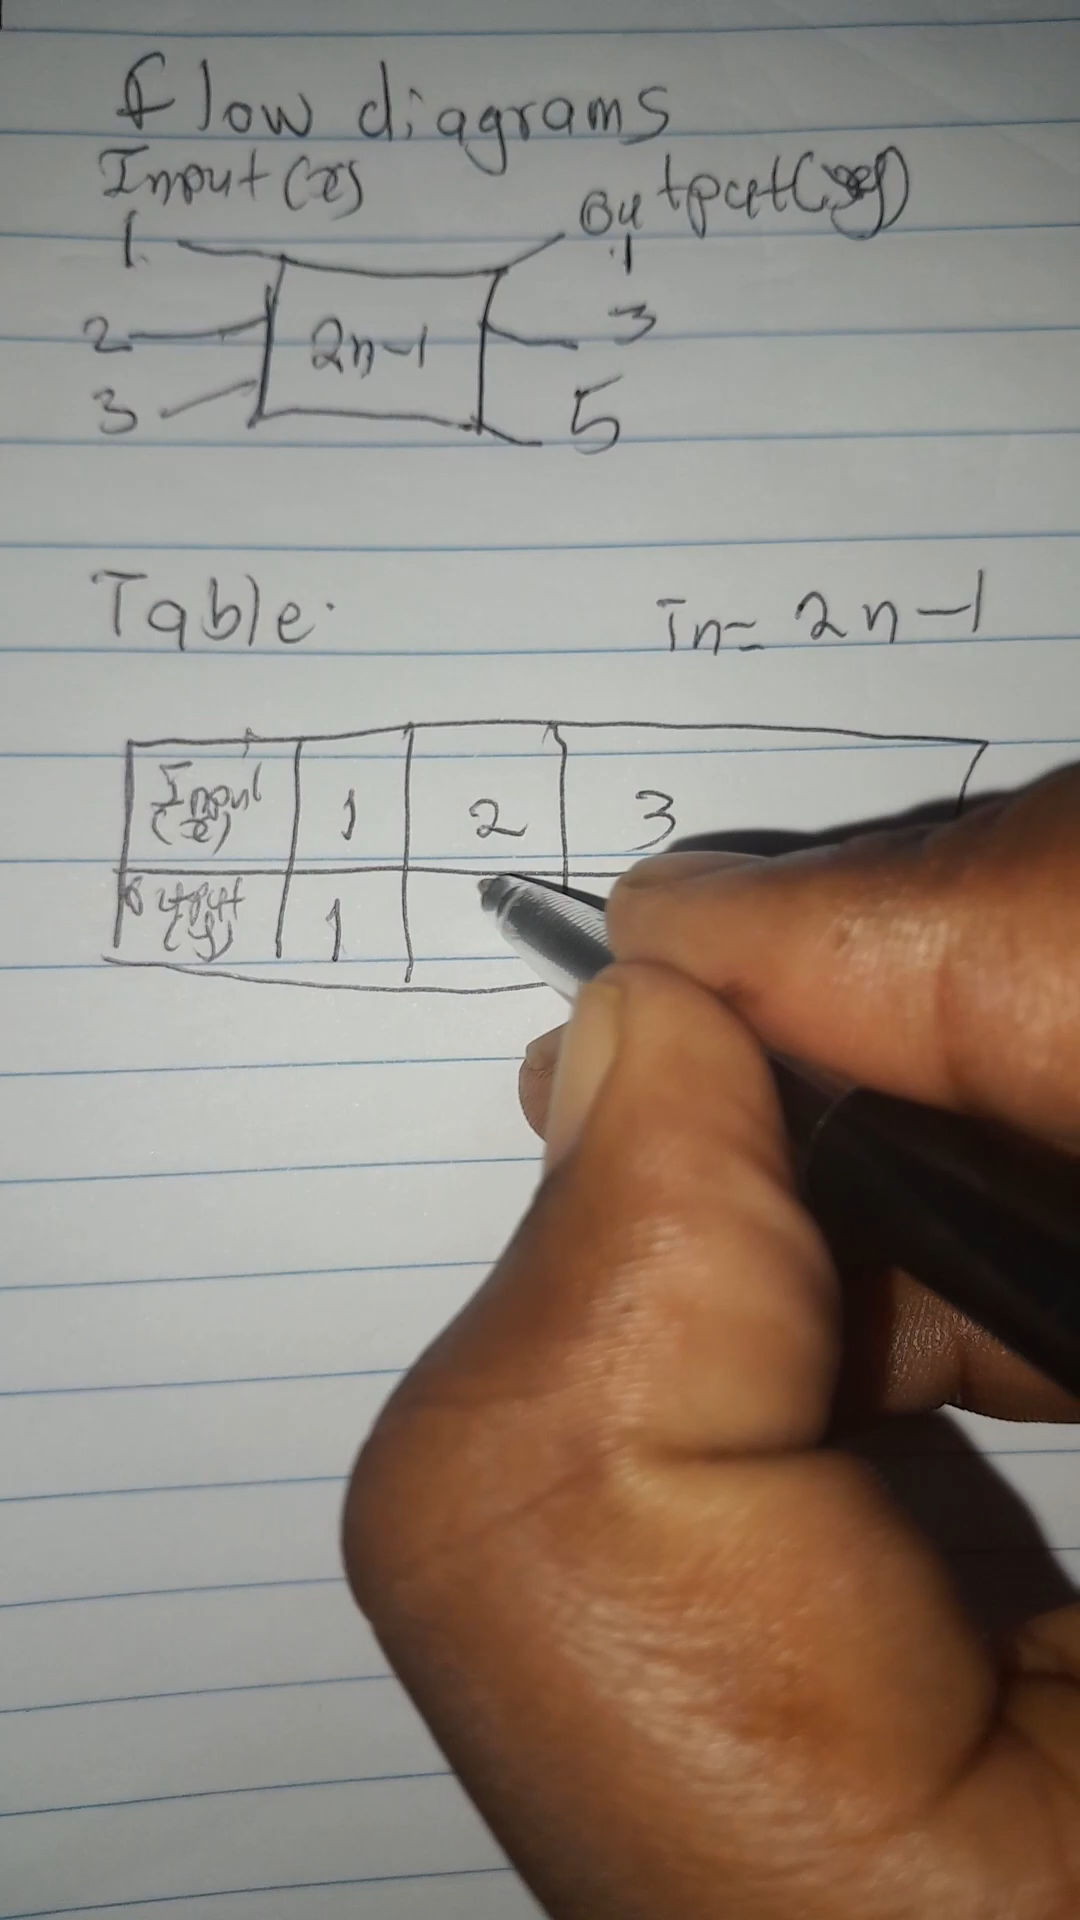 Flow diagrams
Input (x) Output (y)
1 1
2 2n-1 3
3 5
Table. Tn= 2n-1
Input (x) 1 2 3
Output (y) 1